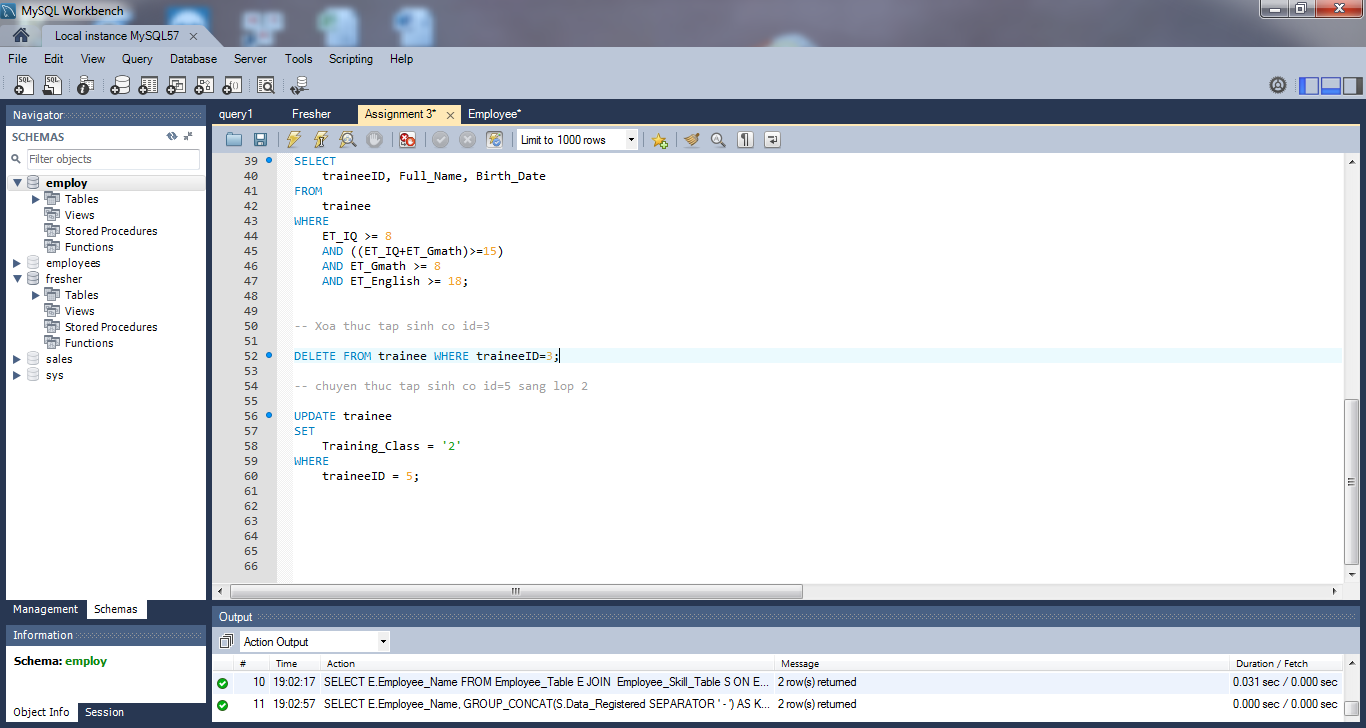 MySQL Workbench
Local instance MySQL57
File Edit View Query Database Server Tools Scripting Help
Navigator
SCHEMAS
Filter objects
employ
Tables
Views
Stored Procedures
Functions
employees
fresher
Tables
Views
Stored Procedures
Functions
sales
sys
Management Schemas
Information
Schema: employ
Object Info Session
query1 Fresher Assignment 3* Employee*
Limit to 1000 rows
39 SELECT
40 traineeID, Full_Name, Birth_Date
41 FROM
42 trainee
43 WHERE
44 ET_IQ >= 8
45 AND ((ET_IQ+ET_Gmath)>=15)
46 AND ET_Gmath >= 8
47 AND ET_English >= 18;
48
49
50 -- Xoa thuc tap sinh co id=3
51
52 DELETE FROM trainee WHERE traineeID=3;
53
54 -- chuyen thuc tap sinh co id=5 sang lop 2
55
56 UPDATE trainee
57 SET
58 Training_Class = '2'
59 WHERE
60 traineeID = 5;
61
62
63
64
65
66
Output
Action Output
# Time Action Message Duration / Fetch
10 19:02:17 SELECT E.Employee_Name FROM Employee_Table E JOIN Employee_Skill_Table S ON E... 2 row(s) returned 0.031 sec / 0.000 sec
11 19:02:57 SELECT E.Employee_Name, GROUP_CONCAT(S.Data_Registered SEPARATOR ' - ') AS K... 2 row(s) returned 0.000 sec / 0.000 sec